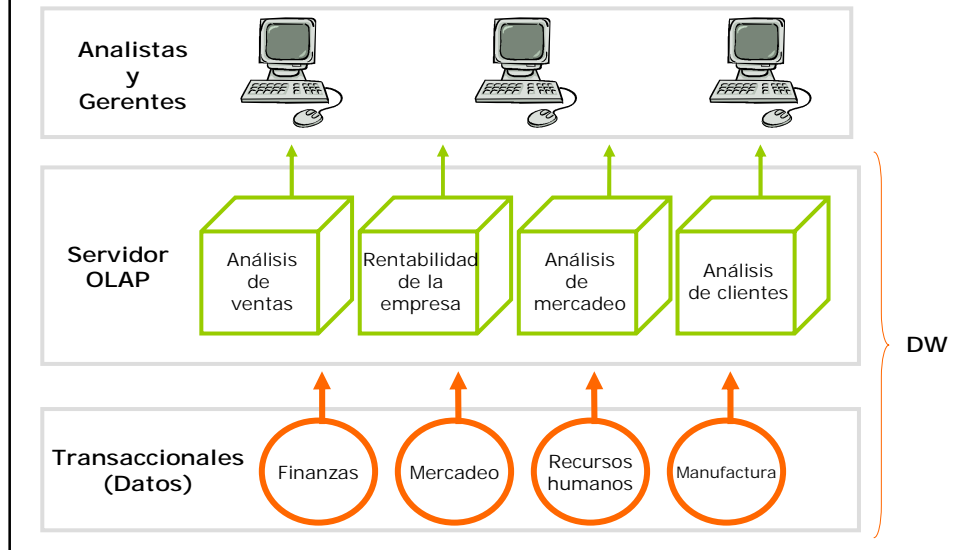 Analistas
y
Gerentes
Servidor
OLAP
Análisis
de
ventas
Rentabilidad
de la
empresa
Análisis
de
mercadeo
Análisis
de clientes
DW
Transaccionales
(Datos)
Finanzas
Mercadeo
Recursos
humanos
Manufactura